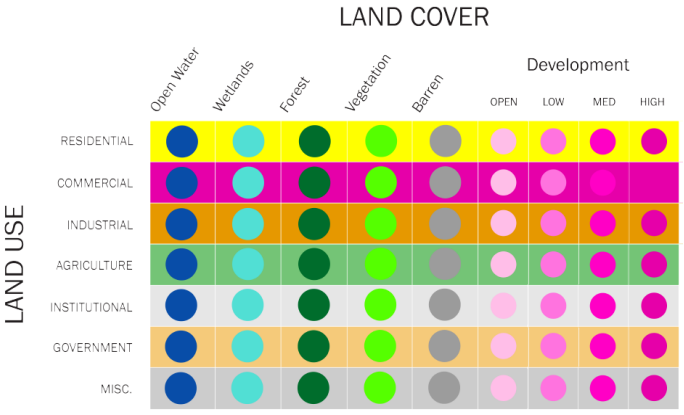 LAND COVER
Open Water
Wetlands
Forest
Vegetation
Barren
Development
OPEN LOW MED HIGH
LAND USE
RESIDENTIAL
COMMERCIAL
INDUSTRIAL
AGRICULTURE
INSTITUTIONAL
GOVERNMENT
MISC.